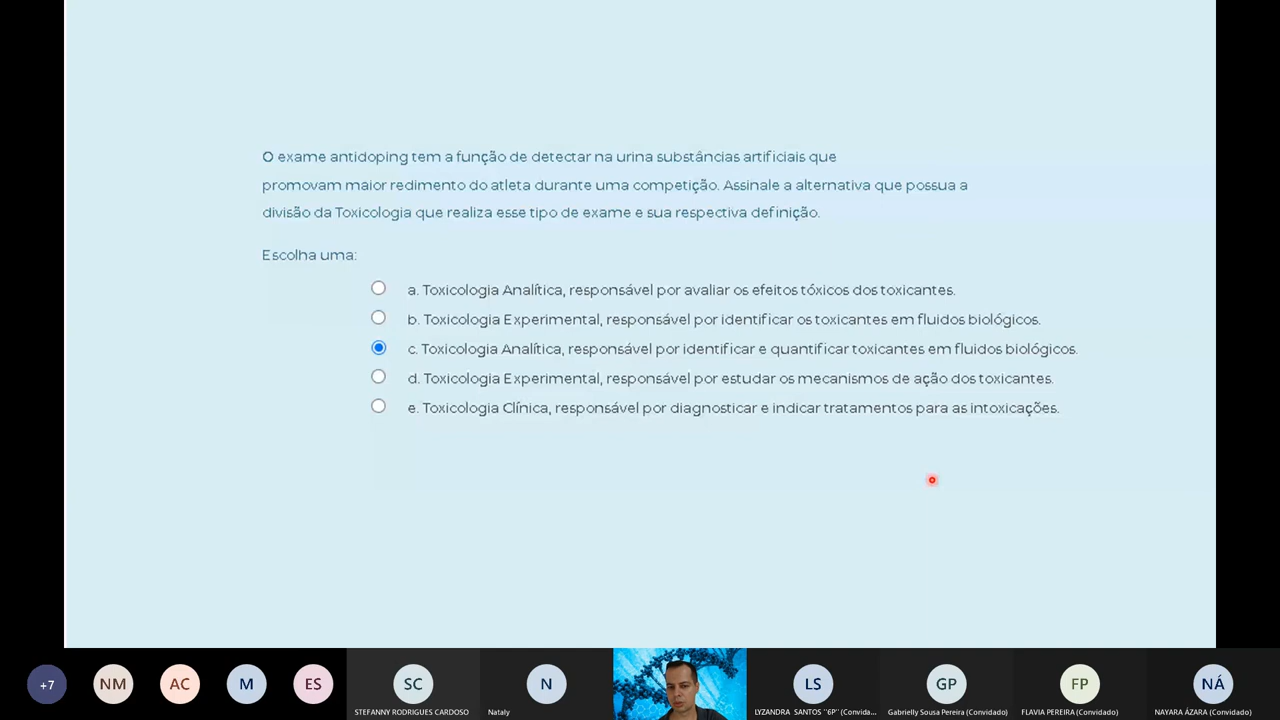 O exame antidoping tem a função de detectar na urina substâncias artificiais que
promovam maior redimento do atleta durante uma competição. Assinale a alternativa que possua a
divisão da Toxicologia que realiza esse tipo de exame e sua respectiva definição.
Escolha uma:
a. Toxicologia Analítica, responsável por avaliar os efeitos tóxicos dos toxicantes.
b. Toxicologia Experimental, responsável por identificar os toxicantes em fluidos biológicos.
c. Toxicologia Analítica, responsável por identificar e quantificar toxicantes em fluidos biológicos.
d. Toxicologia Experimental, responsável por estudar os mecanismos de ação dos toxicantes.
e. Toxicologia Clínica, responsável por diagnosticar e indicar tratamentos para as intoxicações.
+7 NM AC M ES SC N LS GP FP NÁ
STEFANNY RODRIGUES CARDOSO Nataly LYZANDRA SANTOS "6P" (Convida... Gabrielly Sousa Pereira (Convidado) FLAVIA PEREIRA (Convidado) NAYARA ÁZARA (Convidado)